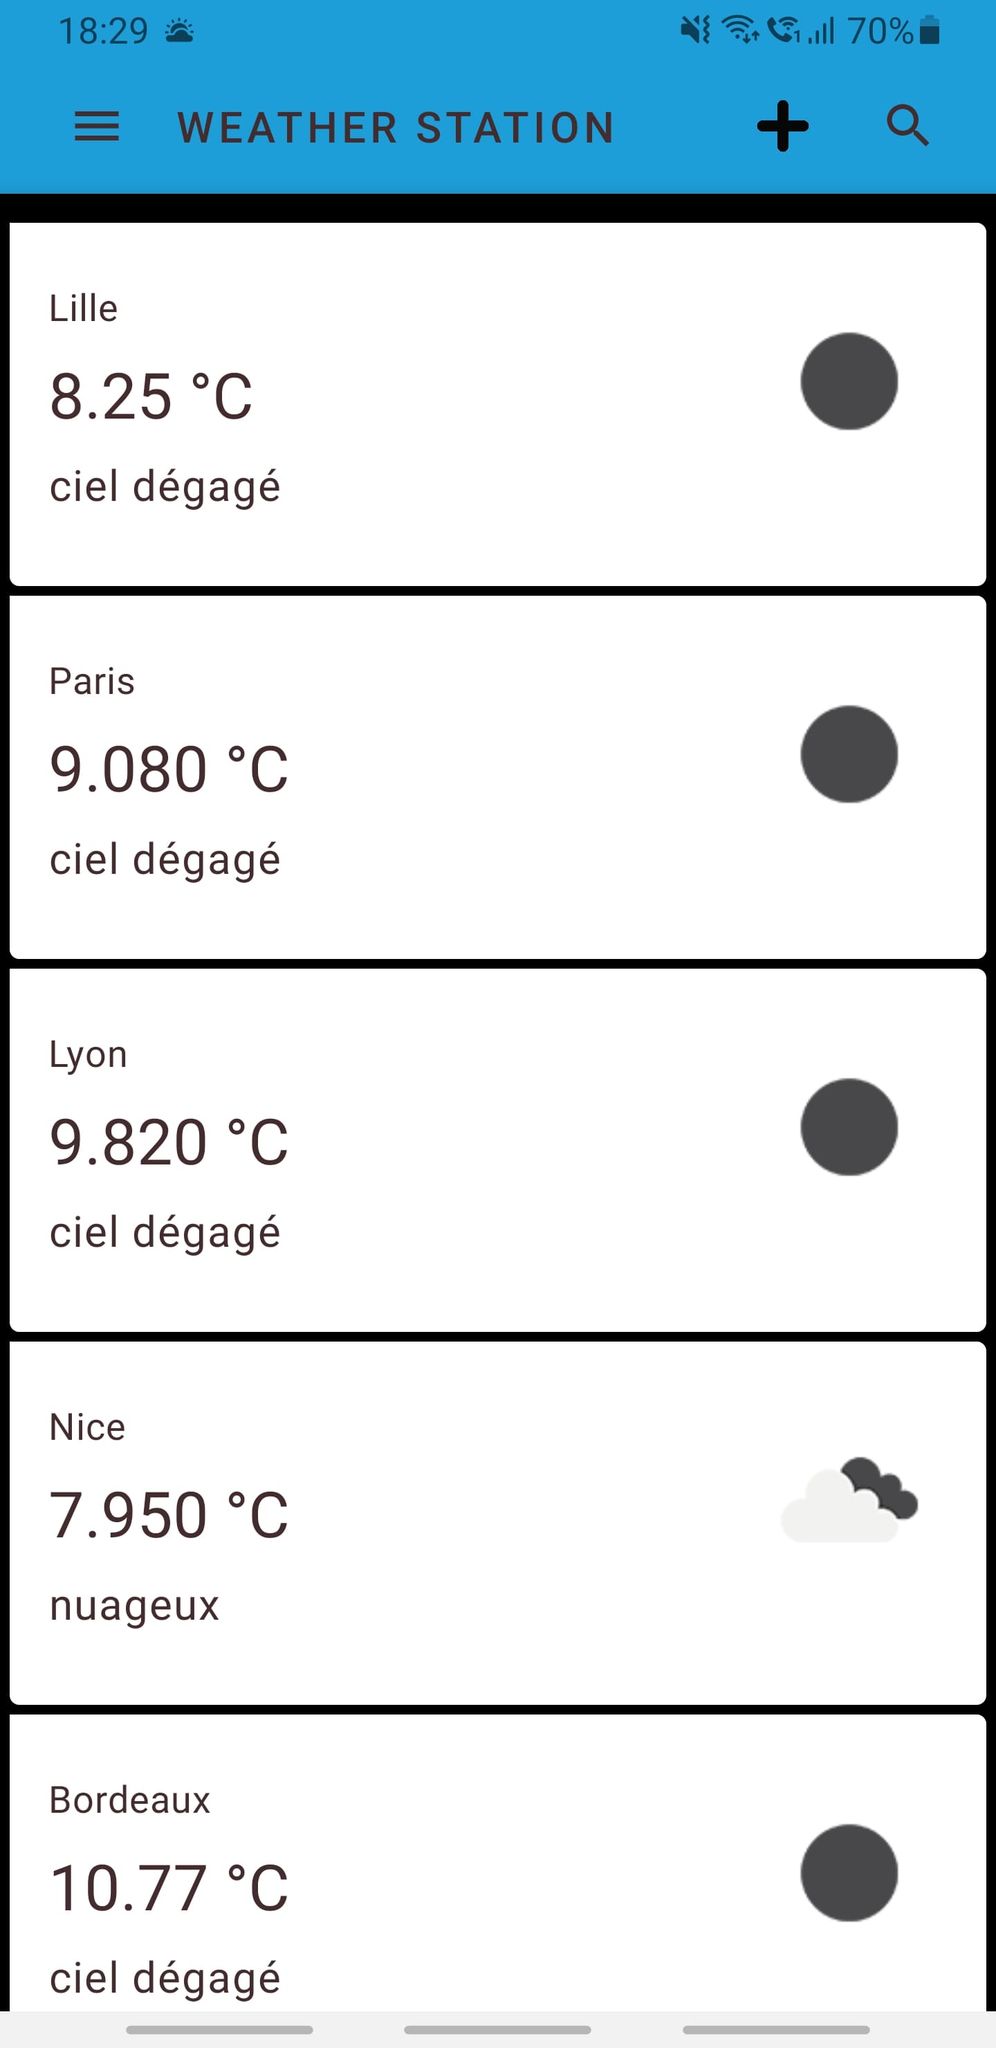 18:29
70%
WEATHER STATION
Lille
8.25 °C
ciel dégagé
Paris
9.080 °C
ciel dégagé
Lyon
9.820 °C
ciel dégagé
Nice
7.950 °C
nuageux
Bordeaux
10.77 °C
ciel dégagé